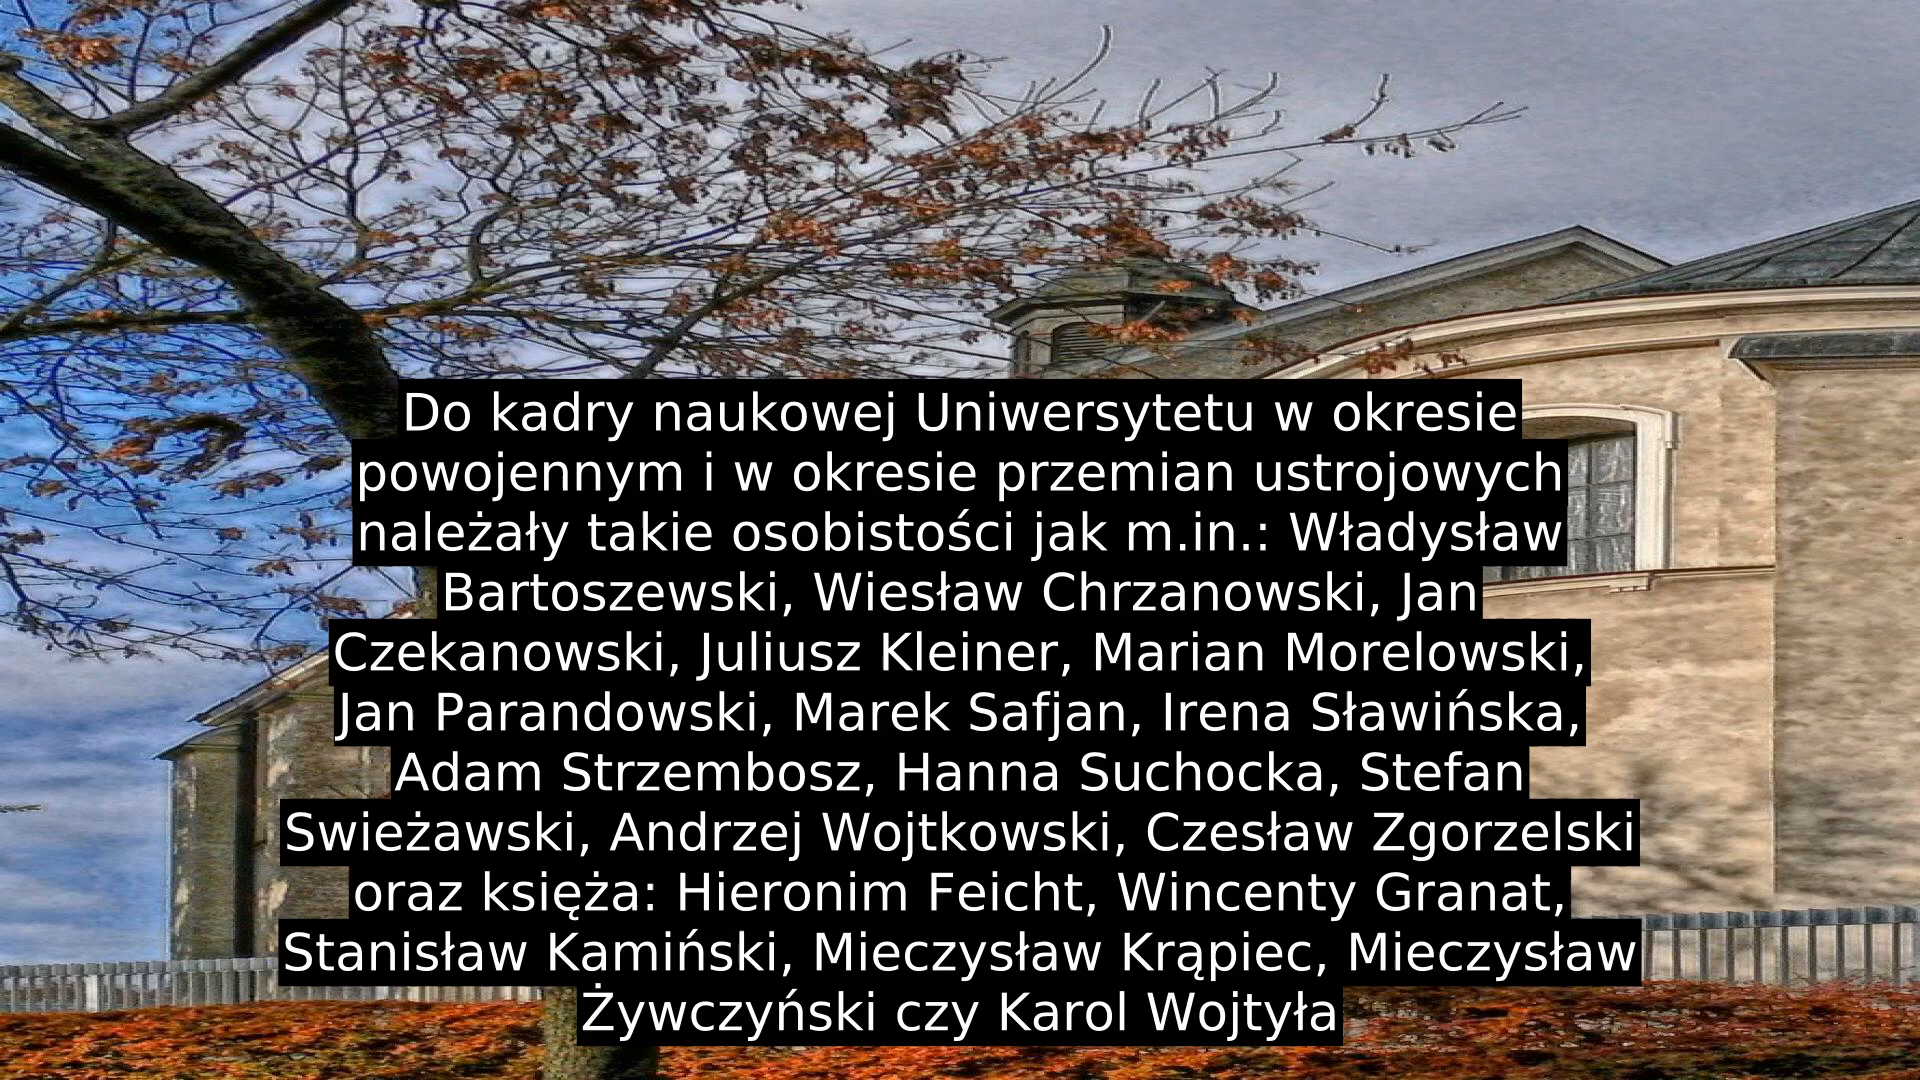 Do kadry naukowej Uniwersytetu w okresie
powojennym i w okresie przemian ustrojowych
należały takie osobistości jak m.in.: Władysław
Bartoszewski, Wiesław Chrzanowski, Jan
Czekanowski, Juliusz Kleiner, Marian Morelowski,
Jan Parandowski, Marek Safjan, Irena Sławińska,
Adam Strzembosz, Hanna Suchocka, Stefan
Swieżawski, Andrzej Wojtkowski, Czesław Zgorzelski
oraz księża: Hieronim Feicht, Wincenty Granat,
Stanisław Kamiński, Mieczysław Krąpiec, Mieczysław
Żywczyński czy Karol Wojtyła